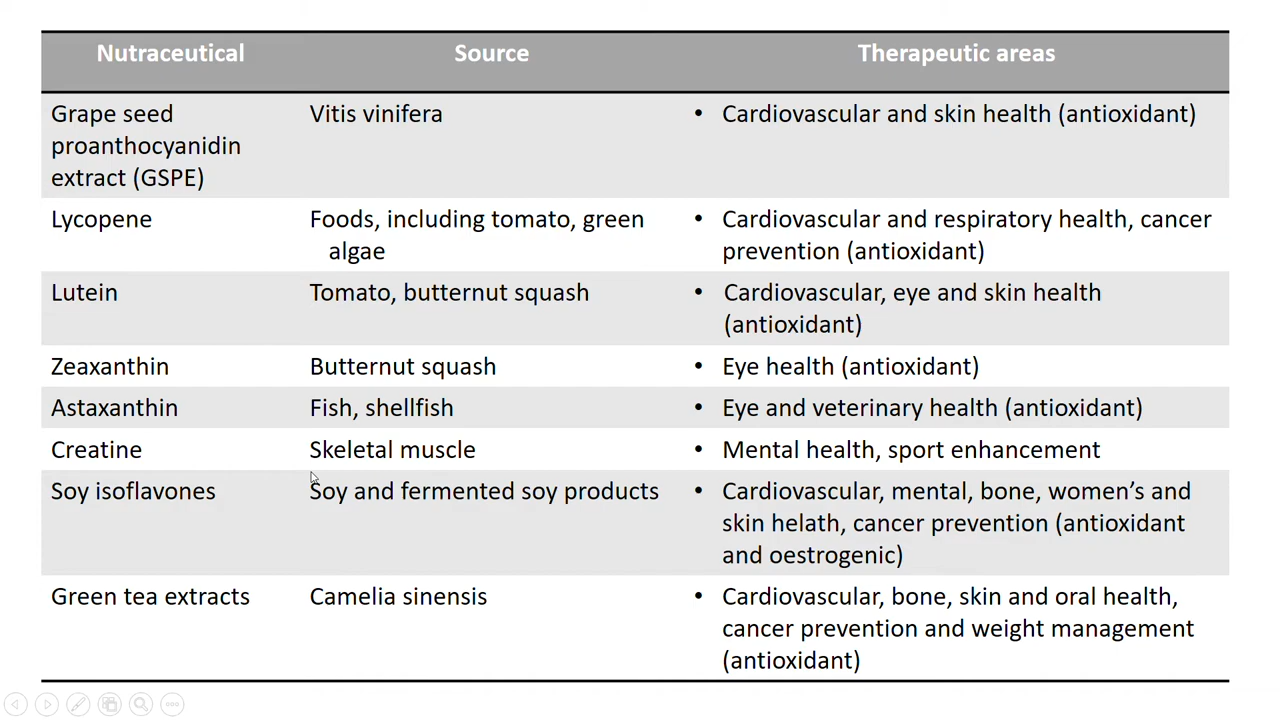 Nutraceutical Source Therapeutic areas
Grape seed Vitis vinifera • Cardiovascular and skin health (antioxidant)
proanthocyanidin
extract (GSPE)
Lycopene Foods, including tomato, green • Cardiovascular and respiratory health, cancer
algae prevention (antioxidant)
Lutein Tomato, butternut squash • Cardiovascular, eye and skin health
(antioxidant)
Zeaxanthin Butternut squash • Eye health (antioxidant)
Astaxanthin Fish, shellfish • Eye and veterinary health (antioxidant)
Creatine Skeletal muscle • Mental health, sport enhancement
Soy isoflavones Soy and fermented soy products • Cardiovascular, mental, bone, women’s and
skin helath, cancer prevention (antioxidant
and oestrogenic)
Green tea extracts Camelia sinensis • Cardiovascular, bone, skin and oral health,
cancer prevention and weight management
(antioxidant)